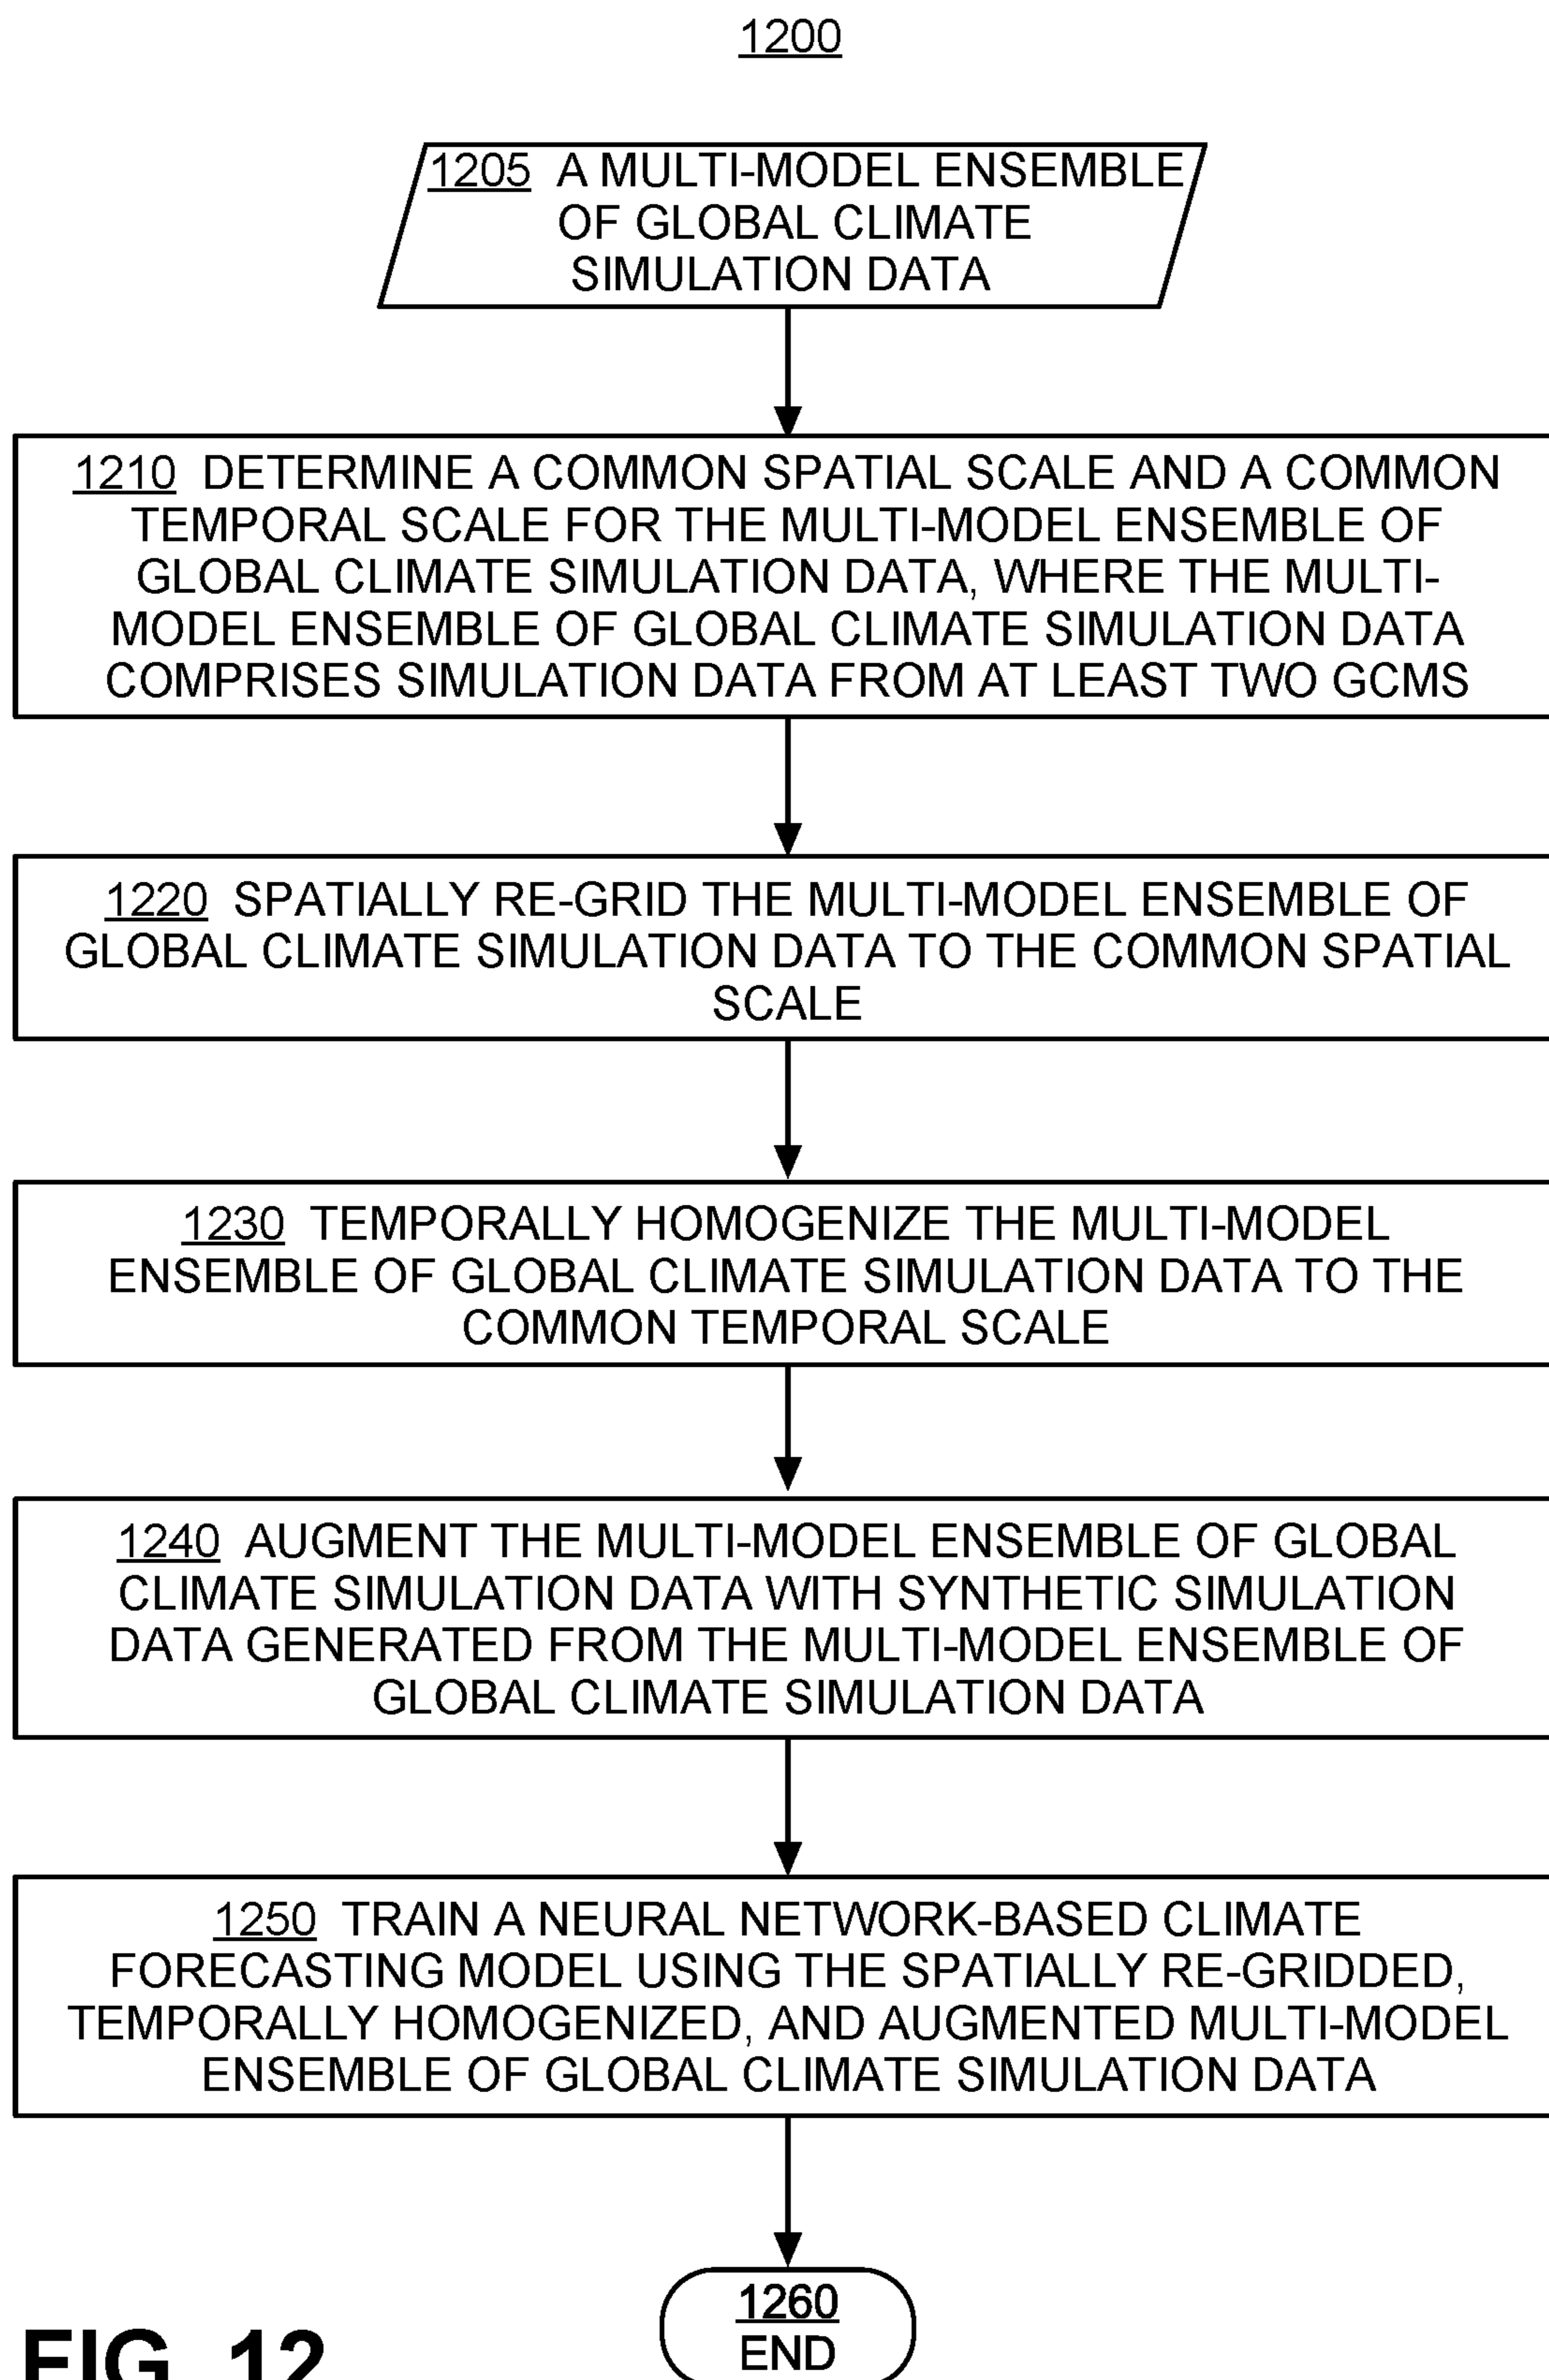 1200
1205 A MULTI-MODEL ENSEMBLE
OF GLOBAL CLIMATE
SIMULATION DATA
1210 DETERMINE A COMMON SPATIAL SCALE AND A COMMON
TEMPORAL SCALE FOR THE MULTI-MODEL ENSEMBLE OF
GLOBAL CLIMATE SIMULATION DATA, WHERE THE MULTI-
MODEL ENSEMBLE OF GLOBAL CLIMATE SIMULATION DATA
COMPRISES SIMULATION DATA FROM AT LEAST TWO GCMS
1220 SPATIALLY RE-GRID THE MULTI-MODEL ENSEMBLE OF
GLOBAL CLIMATE SIMULATION DATA TO THE COMMON SPATIAL
SCALE
1230 TEMPORALLY HOMOGENIZE THE MULTI-MODEL
ENSEMBLE OF GLOBAL CLIMATE SIMULATION DATA TO THE
COMMON TEMPORAL SCALE
1240 AUGMENT THE MULTI-MODEL ENSEMBLE OF GLOBAL
CLIMATE SIMULATION DATA WITH SYNTHETIC SIMULATION
DATA GENERATED FROM THE MULTI-MODEL ENSEMBLE OF
GLOBAL CLIMATE SIMULATION DATA
1250 TRAIN A NEURAL NETWORK-BASED CLIMATE
FORECASTING MODEL USING THE SPATIALLY RE-GRIDDED,
TEMPORALLY HOMOGENIZED, AND AUGMENTED MULTI-MODEL
ENSEMBLE OF GLOBAL CLIMATE SIMULATION DATA
1260
END
FIG. 12